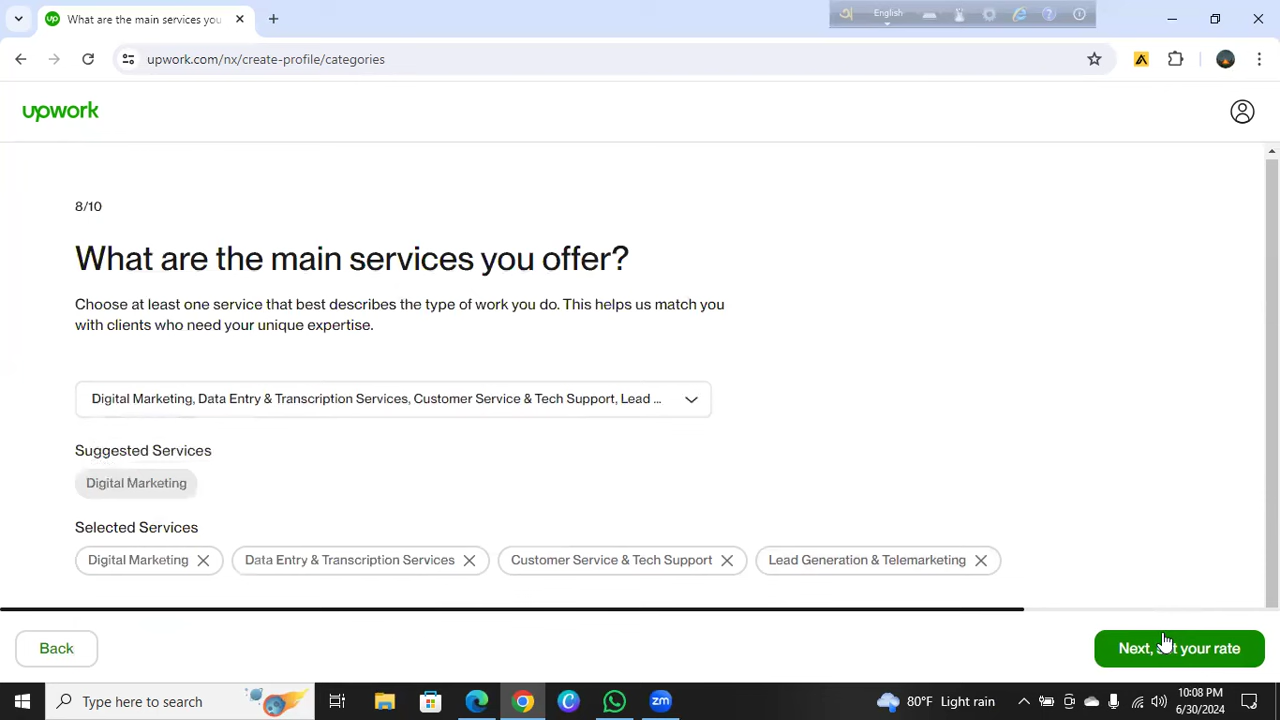 What are the main services you
English
upwork.com/nx/create-profile/categories
upwork
8/10
What are the main services you offer?
Choose at least one service that best describes the type of work you do. This helps us match you
with clients who need your unique expertise.
Digital Marketing, Data Entry & Transcription Services, Customer Service & Tech Support, Lead ...
Suggested Services
Digital Marketing
Selected Services
Digital Marketing Data Entry & Transcription Services Customer Service & Tech Support Lead Generation & Telemarketing
Back
Next, set your rate
Type here to search
zm
80°F Light rain
10:08 PM
6/30/2024